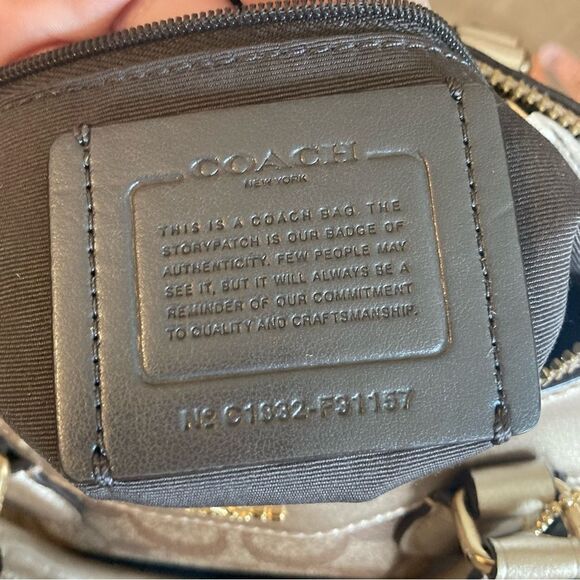 COACH
NEW YORK
THIS IS A COACH BAG. THE
STORYPATCH IS OUR BADGE OF
AUTHENTICITY. FEW PEOPLE MAY
SEE IT, BUT IT WILL ALWAYS BE A
REMINDER OF OUR COMMITMENT
TO QUALITY AND CRAFTSMANSHIP.
Nº C1832-F31157